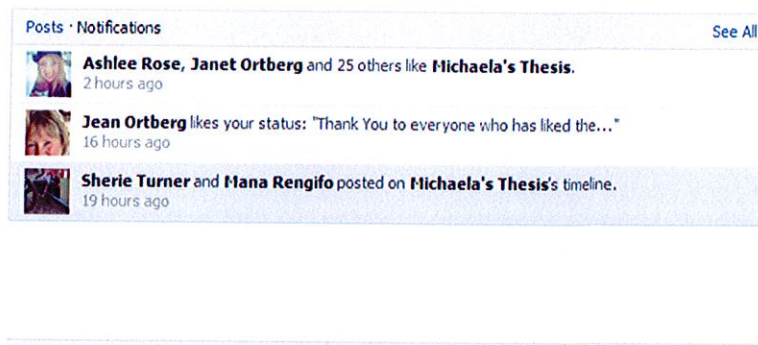 Posts · Notifications
See All
Ashlee Rose, Janet Ortberg and 25 others like Michaela's Thesis.
2 hours ago
Jean Ortberg likes your status: "Thank You to everyone who has liked the..."
16 hours ago
Sherie Turner and Mana Rengifo posted on Michaela's Thesis's timeline.
19 hours ago